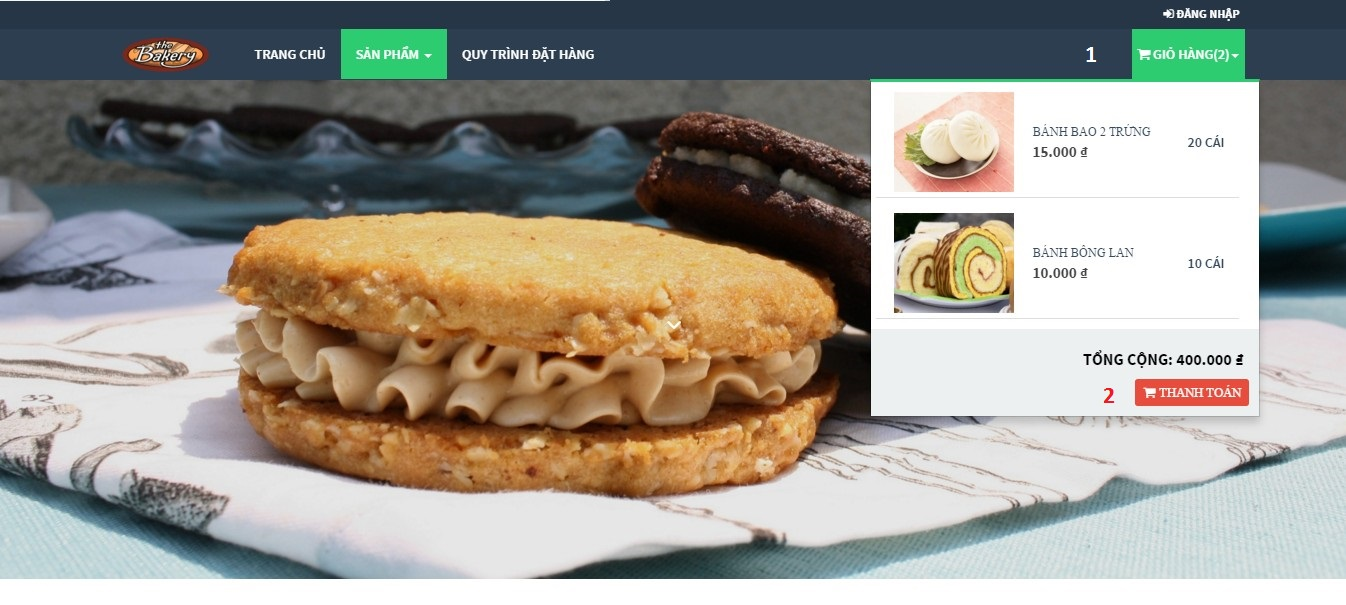 ĐĂNG NHẬP
the
Bakery
TRANG CHỦ
SẢN PHẨM
QUY TRÌNH ĐẶT HÀNG
1
GIỎ HÀNG(2)
BÁNH BAO 2 TRỨNG
15.000 ₫
20 CÁI
BÁNH BÔNG LAN
10.000 ₫
10 CÁI
TỔNG CỘNG: 400.000 ₫
2
THANH TOÁN
32